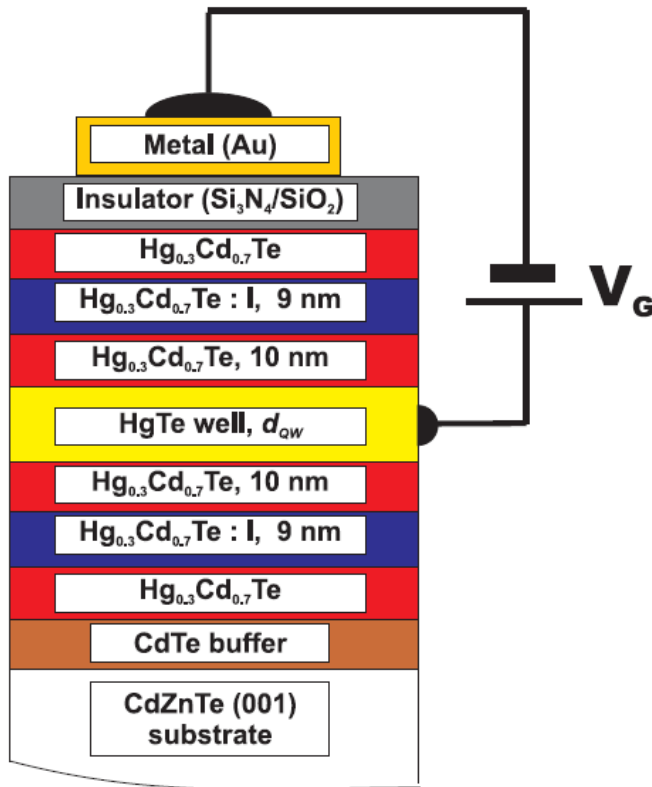 Metal (Au)
Insulator (Si₃N₄/SiO₂)
Hg₀.₃Cd₀.₇Te
Hg₀.₃Cd₀.₇Te : I, 9 nm
Hg₀.₃Cd₀.₇Te, 10 nm
V_G
HgTe well, d_QW
Hg₀.₃Cd₀.₇Te, 10 nm
Hg₀.₃Cd₀.₇Te : I, 9 nm
Hg₀.₃Cd₀.₇Te
CdTe buffer
CdZnTe (001)
substrate